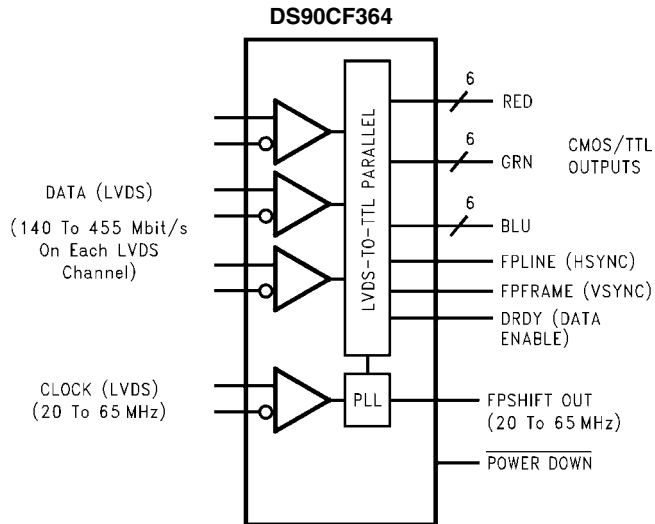 DS90CF364
DATA (LVDS)
(140 To 455 Mbit/s
On Each LVDS
Channel)
CLOCK (LVDS)
(20 To 65 MHz)
LVDS-TO-TTL PARALLEL
PLL
6
RED
6
GRN
CMOS/TTL
OUTPUTS
6
BLU
FPLINE (HSYNC)
FPFRAME (VSYNC)
DRDY (DATA
ENABLE)
FPSHIFT OUT
(20 To 65 MHz)
POWER DOWN